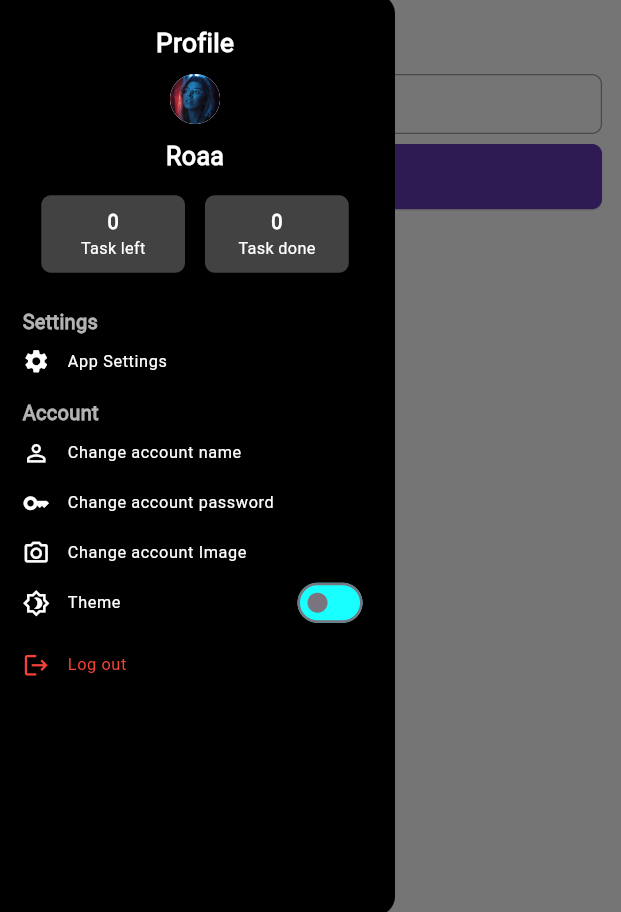 Profile
Roaa
0
Task left
0
Task done
Settings
App Settings
Account
Change account name
Change account password
Change account Image
Theme
Log out